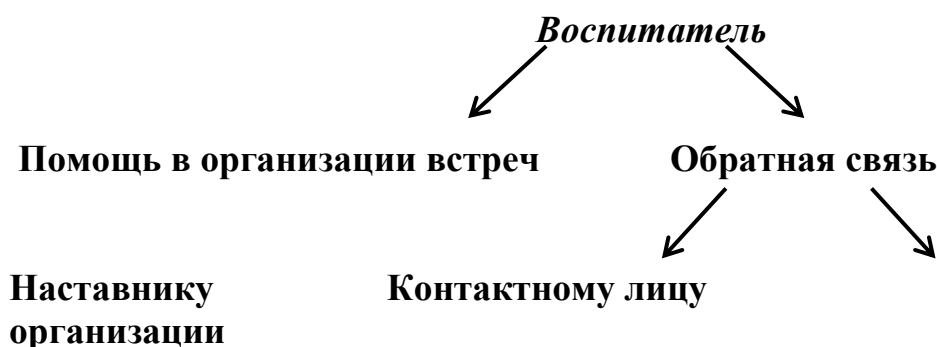 Воспитатель
Помощь в организации встреч Обратная связь
Наставнику Контактному лицу
организации